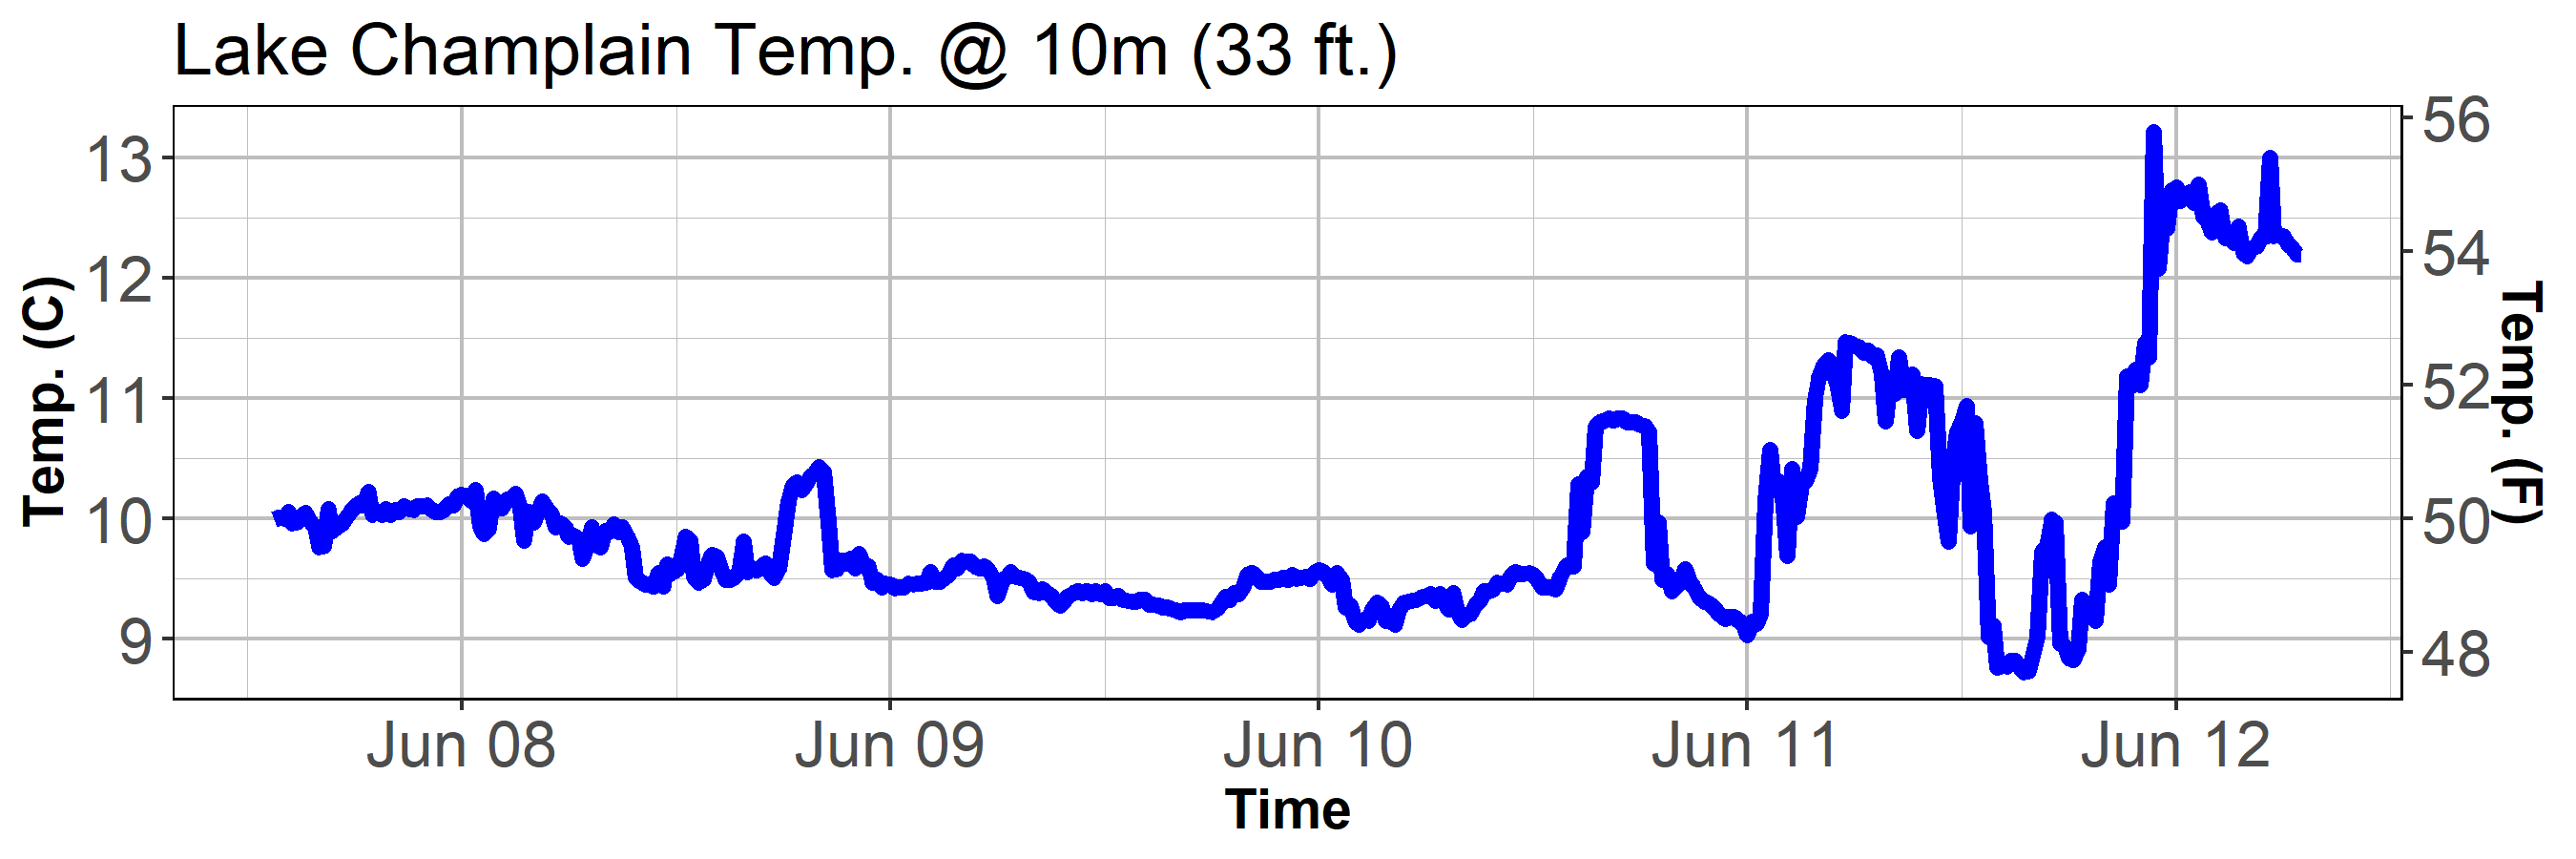 Lake Champlain Temp. @ 10m (33 ft.)
Temp. (C)
13
12
11
10
9
56
54
52
50
48
Temp. (F)
Jun 08 Jun 09 Jun 10 Jun 11 Jun 12
Time